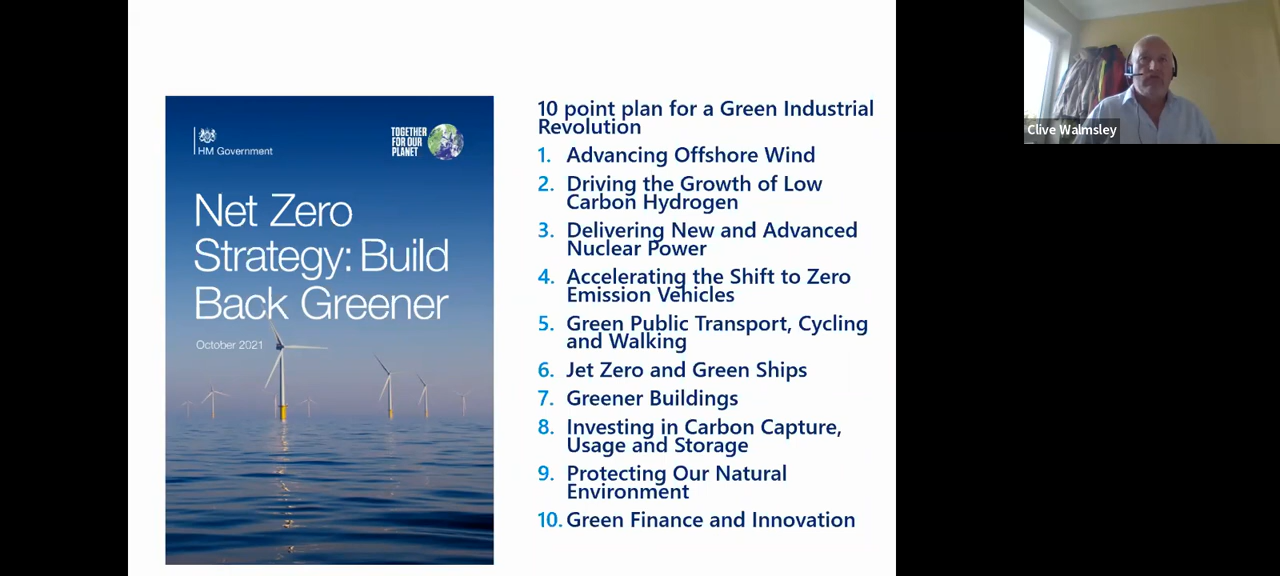 HM Government
TOGETHER
FOR OUR
PLANET
Net Zero
Strategy: Build
Back Greener
October 2021
10 point plan for a Green Industrial
Revolution
1. Advancing Offshore Wind
2. Driving the Growth of Low
Carbon Hydrogen
3. Delivering New and Advanced
Nuclear Power
4. Accelerating the Shift to Zero
Emission Vehicles
5. Green Public Transport, Cycling
and Walking
6. Jet Zero and Green Ships
7. Greener Buildings
8. Investing in Carbon Capture,
Usage and Storage
9. Protecting Our Natural
Environment
10. Green Finance and Innovation
Clive Walmsley